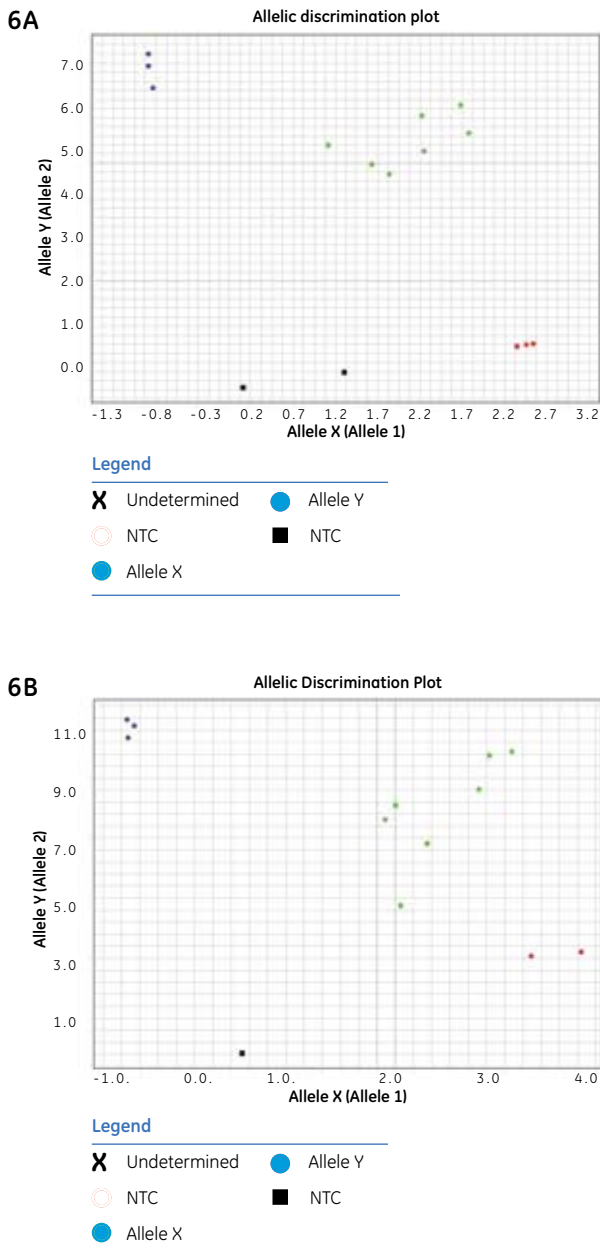 6A
Allelic discrimination plot
Allele Y (Allele 2)
7.0
6.0
5.0
4.0
3.0
2.0
1.0
0.0
-1.3 -0.8 -0.3 0.2 0.7 1.2 1.7 2.2 1.7 2.2 2.7 3.2
Allele X (Allele 1)
Legend
X Undetermined Allele Y
NTC NTC
Allele X
6B
Allelic Discrimination Plot
Allele Y (Allele 2)
11.0
9.0
7.0
5.0
3.0
1.0
-1.0. 0.0. 1.0. 2.0 3.0 4.0
Allele X (Allele 1)
Legend
X Undetermined Allele Y
NTC NTC
Allele X